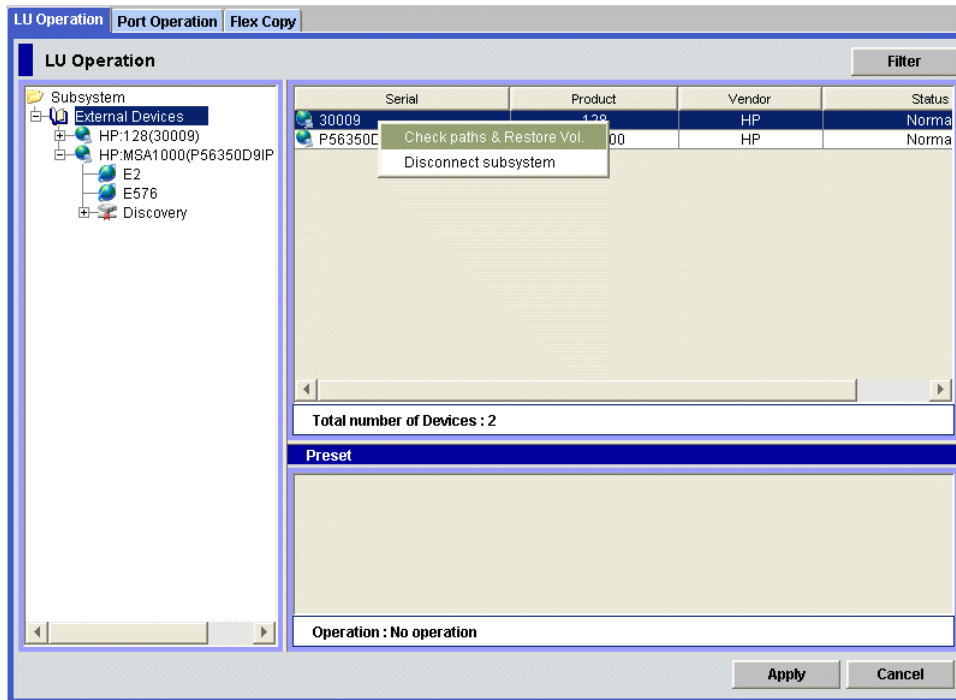 LU Operation Port Operation Flex Copy
LU Operation Filter
Subsystem
External Devices
HP:128(30009)
HP:MSA1000(P56350D9IP
E2
E576
Discovery
Serial Product Vendor Status
30009 128 HP Norma
P56350D 00 HP Norma
Check paths & Restore Vol.
Disconnect subsystem
Total number of Devices : 2
Preset
Operation : No operation
Apply Cancel